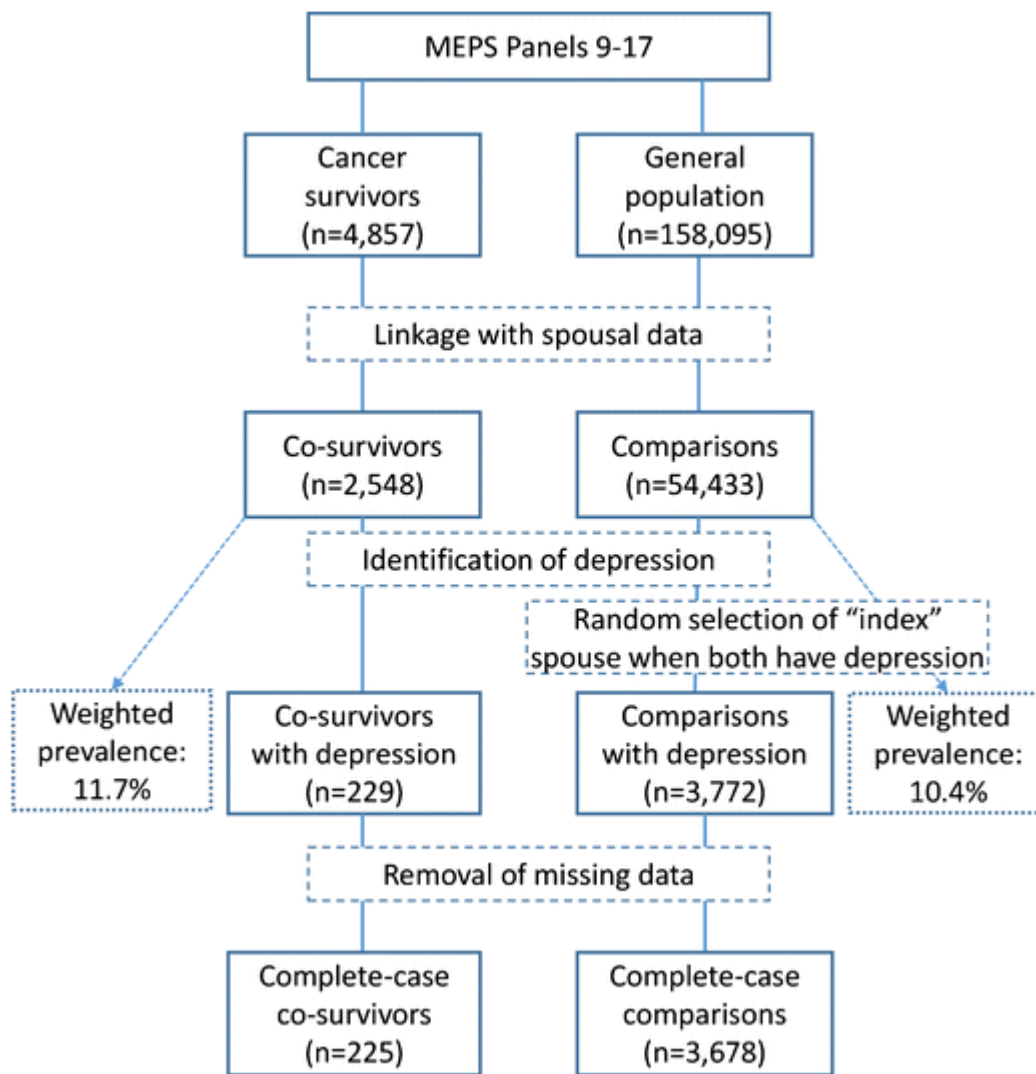 MEPS Panels 9-17
Cancer
survivors
(n=4,857)
General
population
(n=158,095)
Linkage with spousal data
Co-survivors
(n=2,548)
Comparisons
(n=54,433)
Identification of depression
Random selection of “index”
spouse when both have depression
Weighted
prevalence:
11.7%
Co-survivors
with depression
(n=229)
Comparisons
with depression
(n=3,772)
Weighted
prevalence:
10.4%
Removal of missing data
Complete-case
co-survivors
(n=225)
Complete-case
comparisons
(n=3,678)